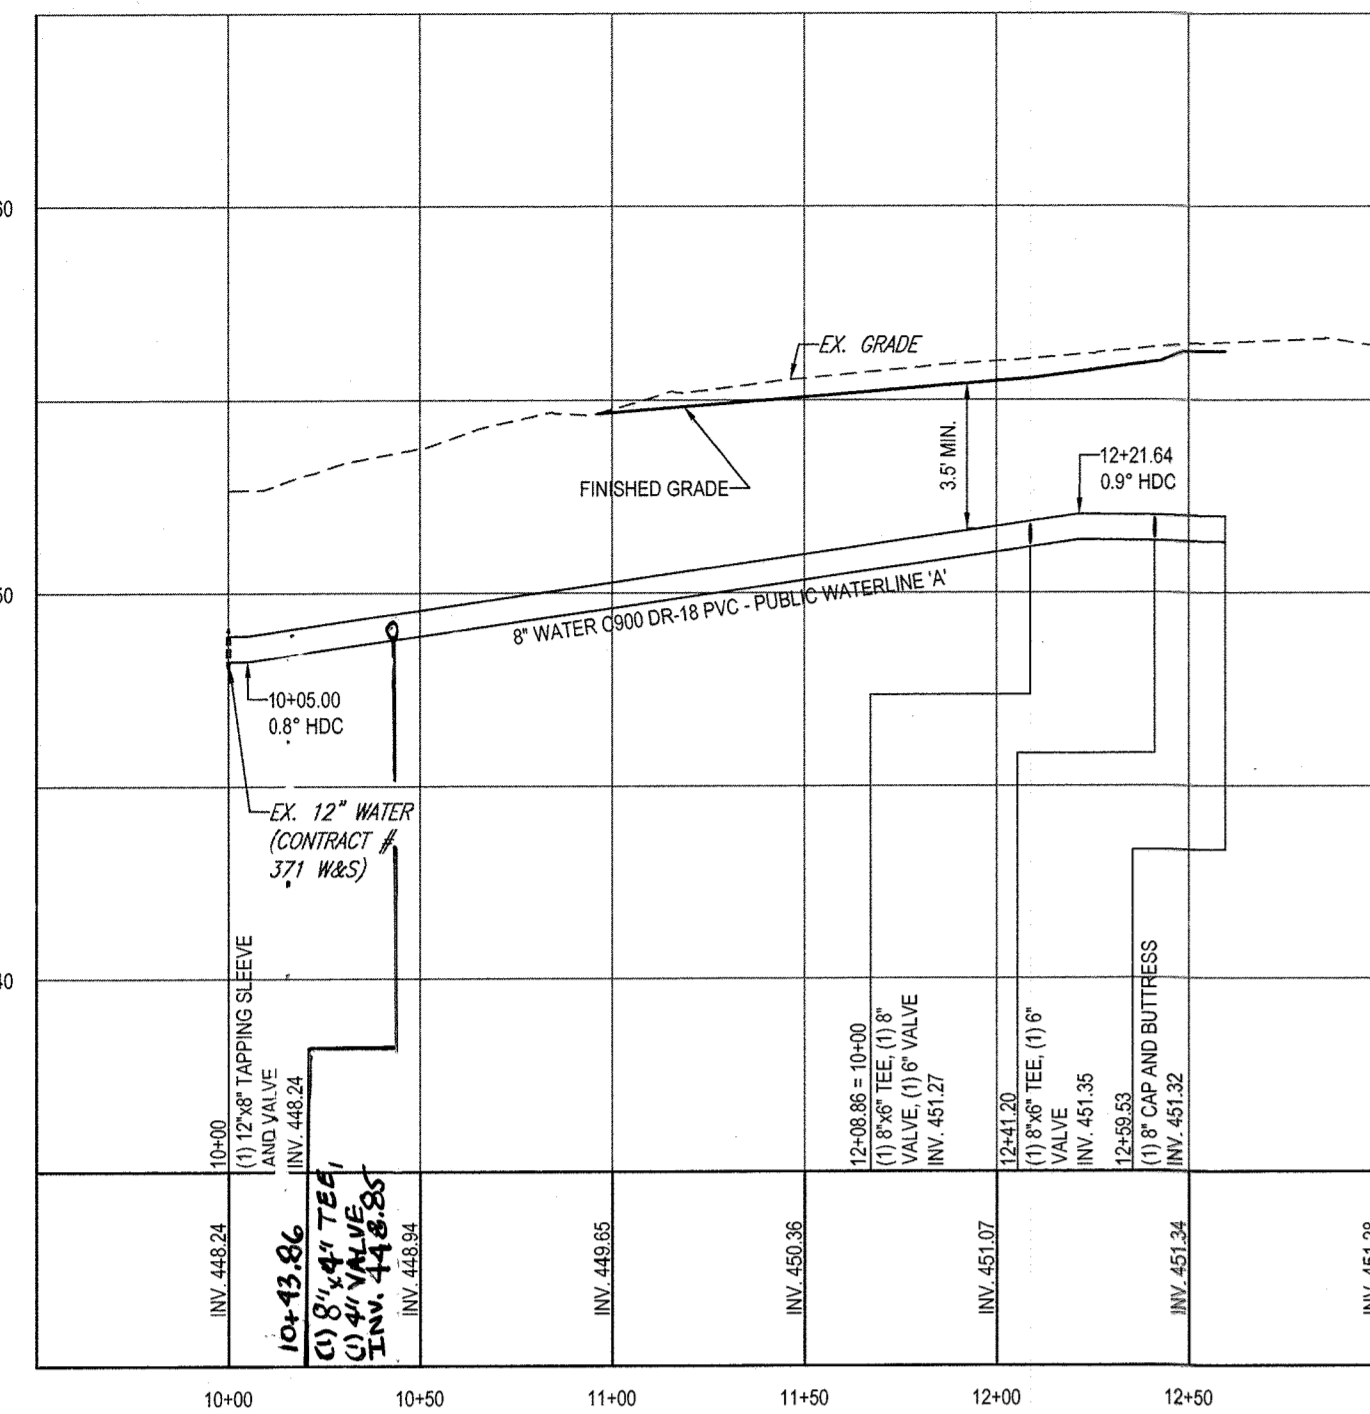 60
EX. GRADE
3.5' MIN.
12+21.64
0.9° HDC
FINISHED GRADE
50
8" WATER C900 DR-18 PVC - PUBLIC WATERLINE 'A'
10+05.00
0.8° HDC
EX. 12" WATER
(CONTRACT #
371 W&S)
40
10+00
(1) 12"x8" TAPPING SLEEVE
AND VALVE
INV. 448.24
12+08.86 = 10+00
(1) 8"x6" TEE, (1) 8"
VALVE, (1) 6" VALVE
INV. 451.27
12+41.20
(1) 8"x6" TEE, (1) 6"
VALVE
INV. 451.35
12+59.53
(1) 8" CAP AND BUTTRESS
INV. 451.32
INV. 448.24
10+43.86
(1) 8"x4" TEE,
(1) 4" VALVE
INV. 448.85
INV. 448.94
INV. 449.65
INV. 450.36
INV. 451.07
INV. 451.34
INV. 451.28
10+00
10+50
11+00
11+50
12+00
12+50